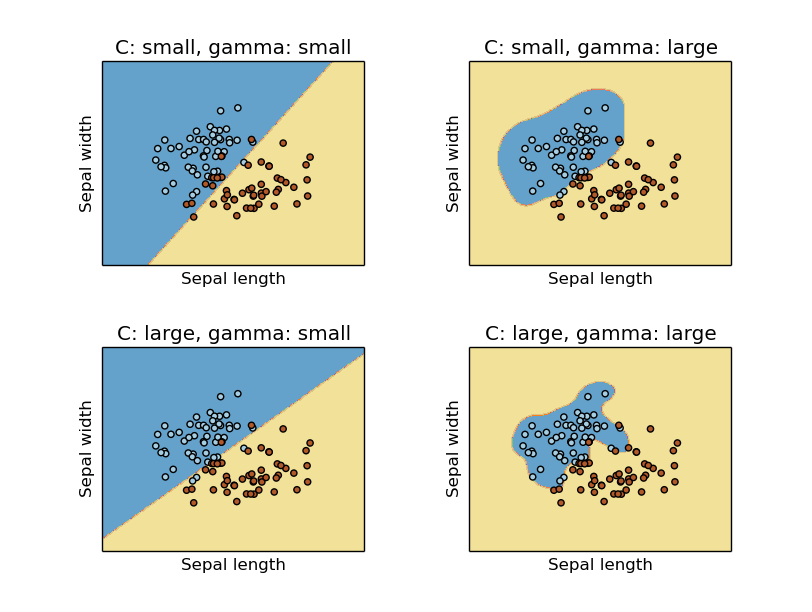 C: small, gamma: small
Sepal width
Sepal length
C: small, gamma: large
Sepal width
Sepal length
C: large, gamma: small
Sepal width
Sepal length
C: large, gamma: large
Sepal width
Sepal length